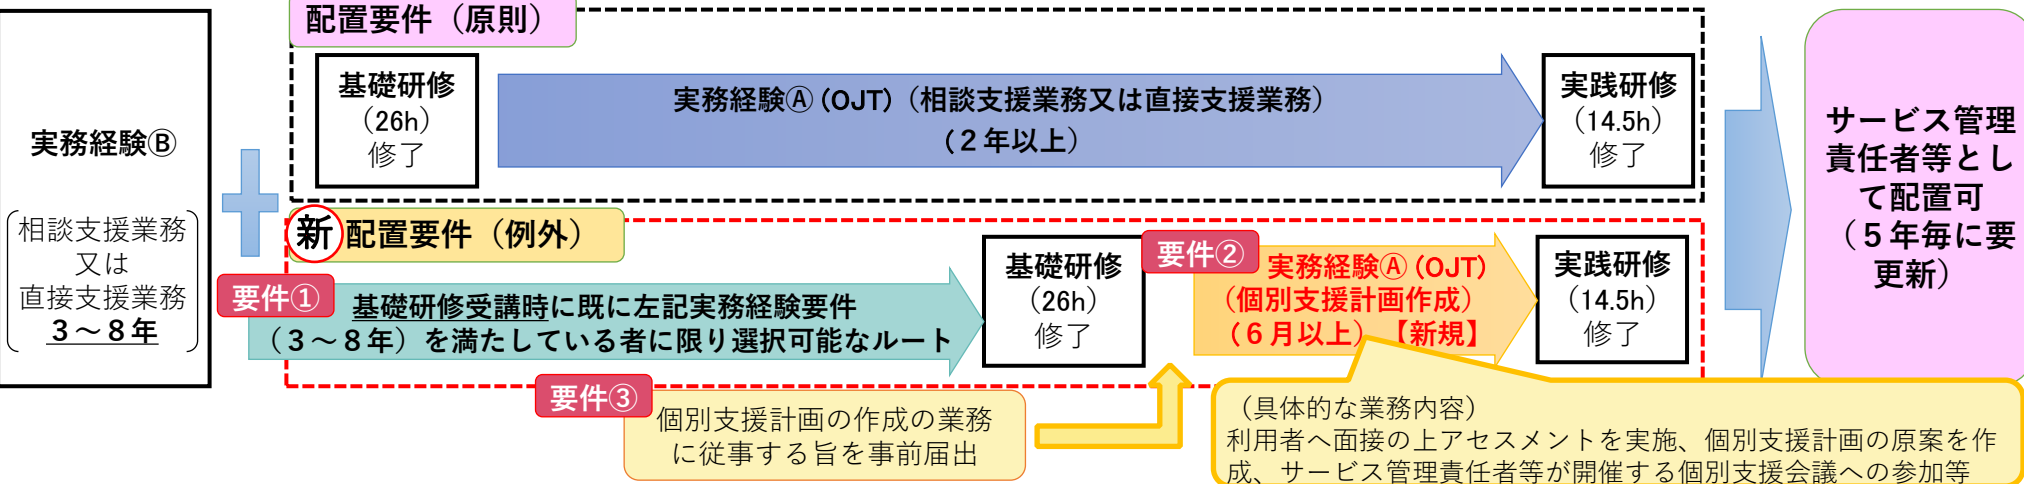 実務経験Ⓑ
相談支援業務
又は
直接支援業務
３～８年
配置要件（原則）
基礎研修
（26h）
修了
実務経験Ⓐ（OJT）（相談支援業務又は直接支援業務）
（２年以上）
実践研修
（14.5h）
修了
新 配置要件（例外）
要件①
基礎研修受講時に既に左記実務経験要件
（３～８年）を満たしている者に限り選択可能なルート
基礎研修
（26h）
修了
要件②
実務経験Ⓐ（OJT）
（個別支援計画作成）
（６月以上）【新規】
実践研修
（14.5h）
修了
要件③
個別支援計画の作成の業務
に従事する旨を事前届出
（具体的な業務内容）
利用者へ面接の上アセスメントを実施、個別支援計画の原案を作
成、サービス管理責任者等が開催する個別支援会議への参加等
サービス管理
責任者等とし
て配置可
（５年毎に要
更新）